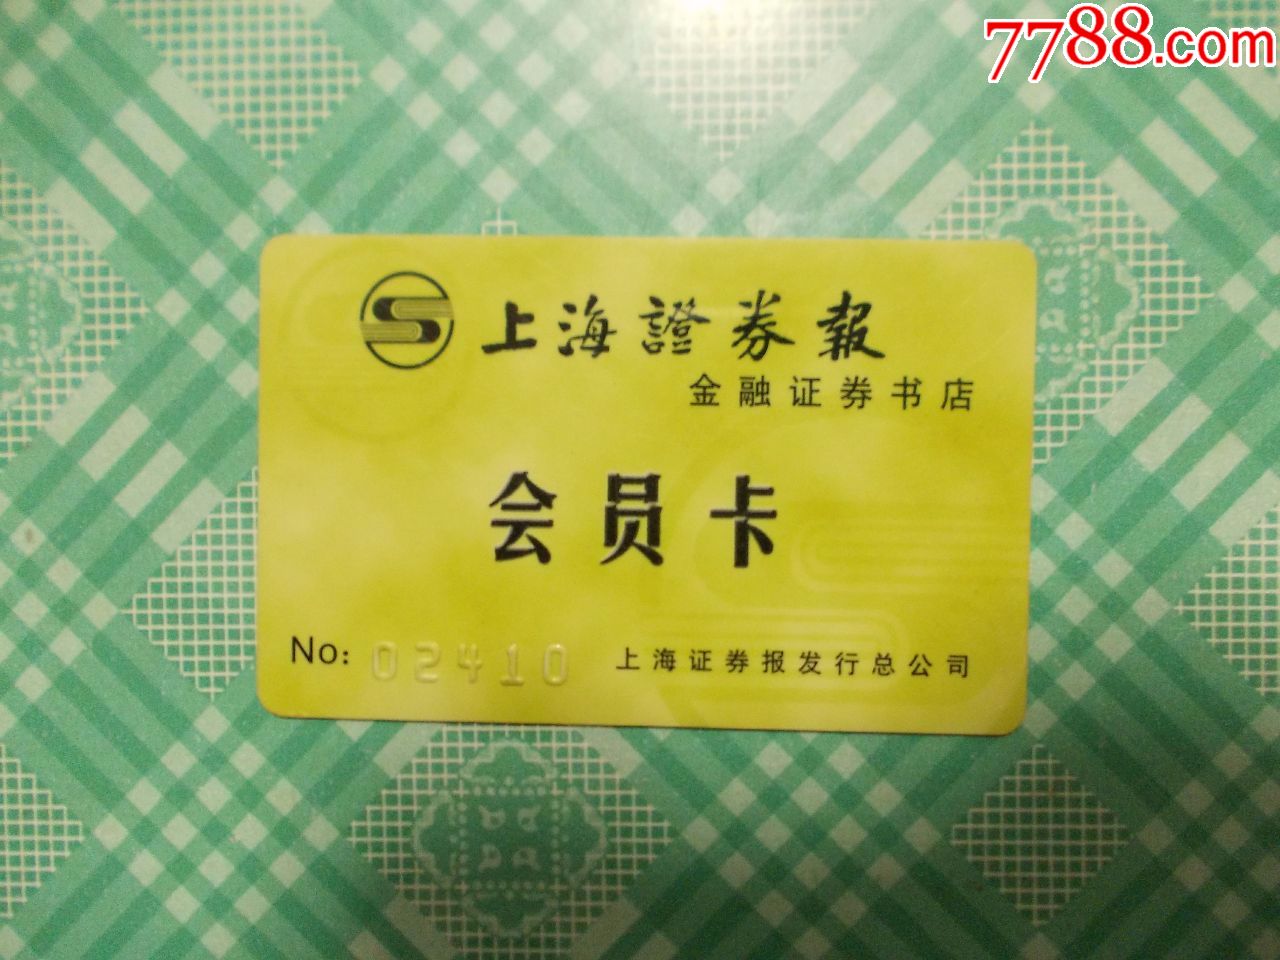 7788.com
上海證券報
金融证券书店
会员卡
No: 02410
上海证券报发行总公司